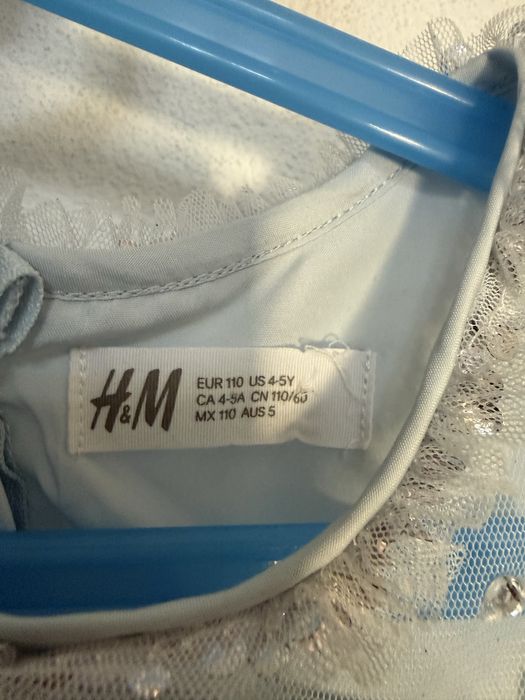 H&M
EUR 110 US 4-5Y
CA 4-5A CN 110/60
MX 110 AUS 5